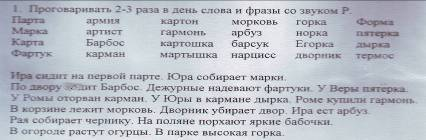 1. Проговаривать 2-3 раза в день слова и фразы со звуком Р.
Парта армия картон морковь горка Форма
Марка артист гармонь арбуз норка пятерка
Карта Барбос картошка барсук Егорка дырка
Фартук карман мартышка нарцисс дворник термос
Ира сидит на первой парте. Юра собирает марки.
По двору ходит Барбос. Дежурные надевают фартуки. У Веры пятерка.
У Ромы оторван карман. У Юры в кармане дырка. Роме купили гармонь.
В корзине лежит морковь. Дворник убирает двор. Ира ест арбуз.
Рая собирает чернику. На поляне порхают яркие бабочки.
В огороде растут огурцы. В парке высокая горка.